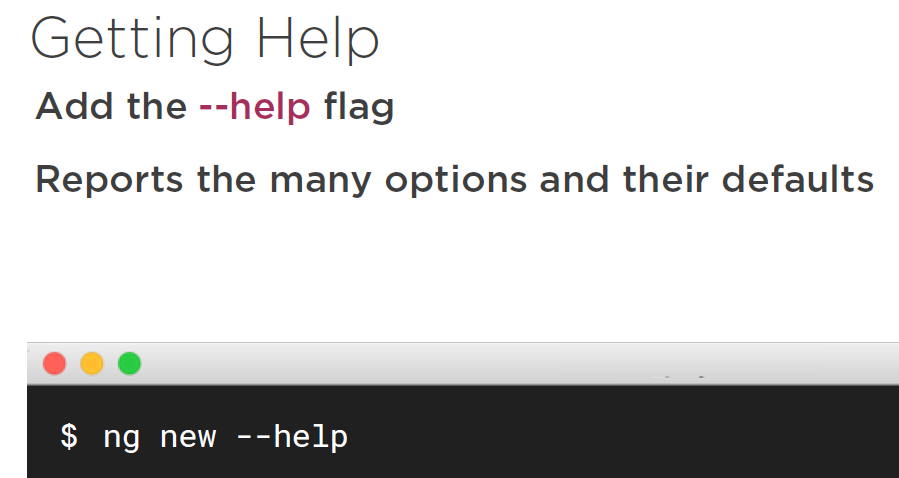 Getting Help
Add the --help flag
Reports the many options and their defaults
$ ng new --help